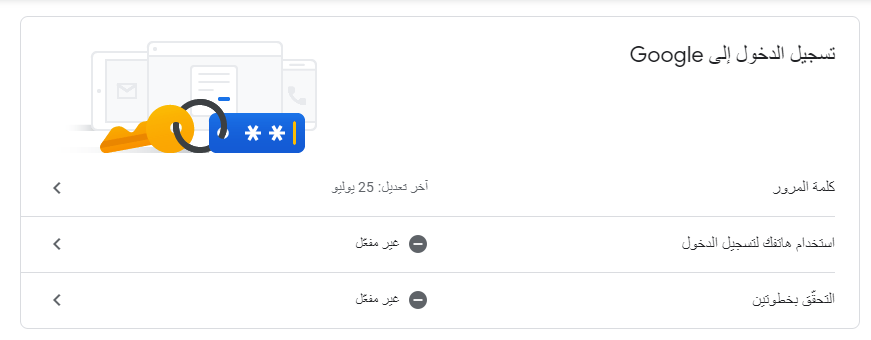 تسجيل الدخول إلى Google
**
كلمة المرور
آخر تعديل: 25 يوليو
استخدام هاتفك لتسجيل الدخول
غير مفعّل
التحقّق بخطوتين
غير مفعّل